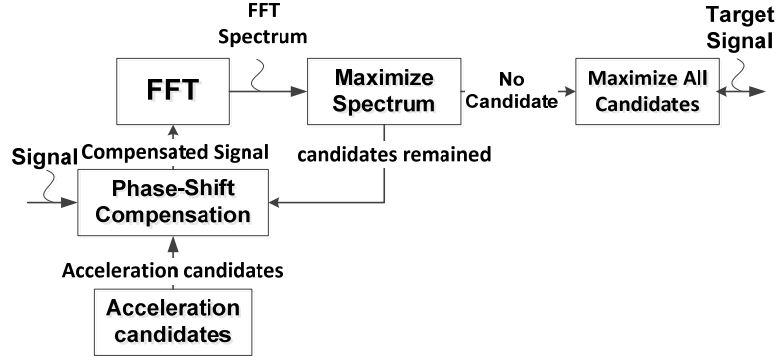 FFT
Spectrum
Target
Signal
FFT
Maximize
Spectrum
No
Candidate
Maximize All
Candidates
Signal
Compensated Signal
candidates remained
Phase-Shift
Compensation
Acceleration candidates
Acceleration
candidates